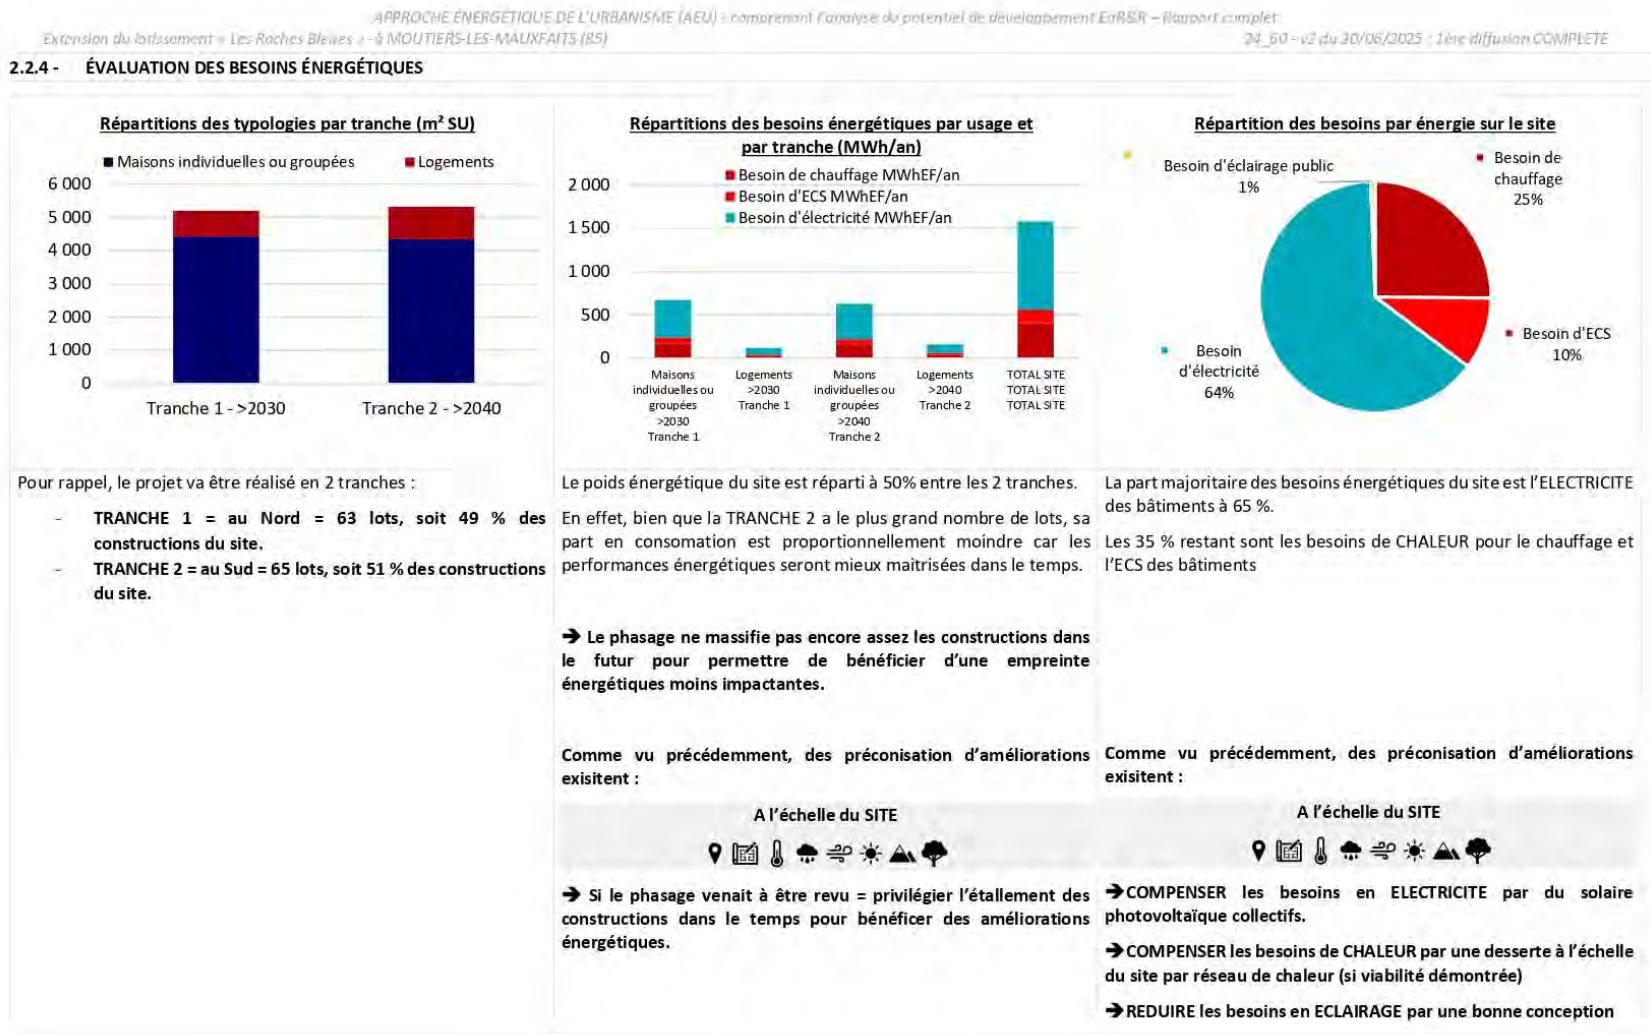 APPROCHE ÉNERGÉTIQUE DE L'URBANISME (AEU) - comprenant l'analyse du potentiel de développement EnR&R – Rapport complet
Extension du lotissement « Les Roches Bleues » - à MOUTIERS-LES-MAUXFAITS (85)
24_60 - v2 du 30/06/2025 : 1ère diffusion COMPLETE
2.2.4 - ÉVALUATION DES BESOINS ÉNERGÉTIQUES
Répartitions des typologies par tranche (m² SU)
Maisons individuelles ou groupées
Logements
6 000
5 000
4 000
3 000
2 000
1 000
0
Tranche 1 - >2030
Tranche 2 - >2040
Pour rappel, le projet va être réalisé en 2 tranches :
- TRANCHE 1 = au Nord = 63 lots, soit 49 % des
constructions du site.
- TRANCHE 2 = au Sud = 65 lots, soit 51 % des constructions
du site.
Répartitions des besoins énergétiques par usage et
par tranche (MWh/an)
Besoin de chauffage MWhEF/an
Besoin d'ECS MWhEF/an
Besoin d'électricité MWhEF/an
2 000
1 500
1 000
500
0
Maisons
individuelles ou
groupées
>2030
Tranche 1
Logements
>2030
Tranche 1
Maisons
individuelles ou
groupées
>2040
Tranche 2
Logements
>2040
Tranche 2
TOTAL SITE
TOTAL SITE
TOTAL SITE
Le poids énergétique du site est réparti à 50% entre les 2 tranches.
En effet, bien que la TRANCHE 2 a le plus grand nombre de lots, sa
part en consomation est proportionnellement moindre car les
performances énergétiques seront mieux maitrisées dans le temps.
➔ Le phasage ne massifie pas encore assez les constructions dans
le futur pour permettre de bénéficier d'une empreinte
énergétiques moins impactantes.
Comme vu précédemment, des préconisation d'améliorations
exisitent :
A l'échelle du SITE
➔ Si le phasage venait à être revu = privilégier l'étallement des
constructions dans le temps pour bénéficer des améliorations
énergétiques.
Répartition des besoins par énergie sur le site
Besoin d'éclairage public
1%
Besoin de
chauffage
25%
Besoin d'ECS
10%
Besoin
d'électricité
64%
La part majoritaire des besoins énergétiques du site est l'ELECTRICITE
des bâtiments à 65 %.
Les 35 % restant sont les besoins de CHALEUR pour le chauffage et
l'ECS des bâtiments
Comme vu précédemment, des préconisation d'améliorations
exisitent :
A l'échelle du SITE
➔COMPENSER les besoins en ELECTRICITE par du solaire
photovoltaïque collectifs.
➔COMPENSER les besoins de CHALEUR par une desserte à l'échelle
du site par réseau de chaleur (si viabilité démontrée)
➔REDUIRE les besoins en ECLAIRAGE par une bonne conception